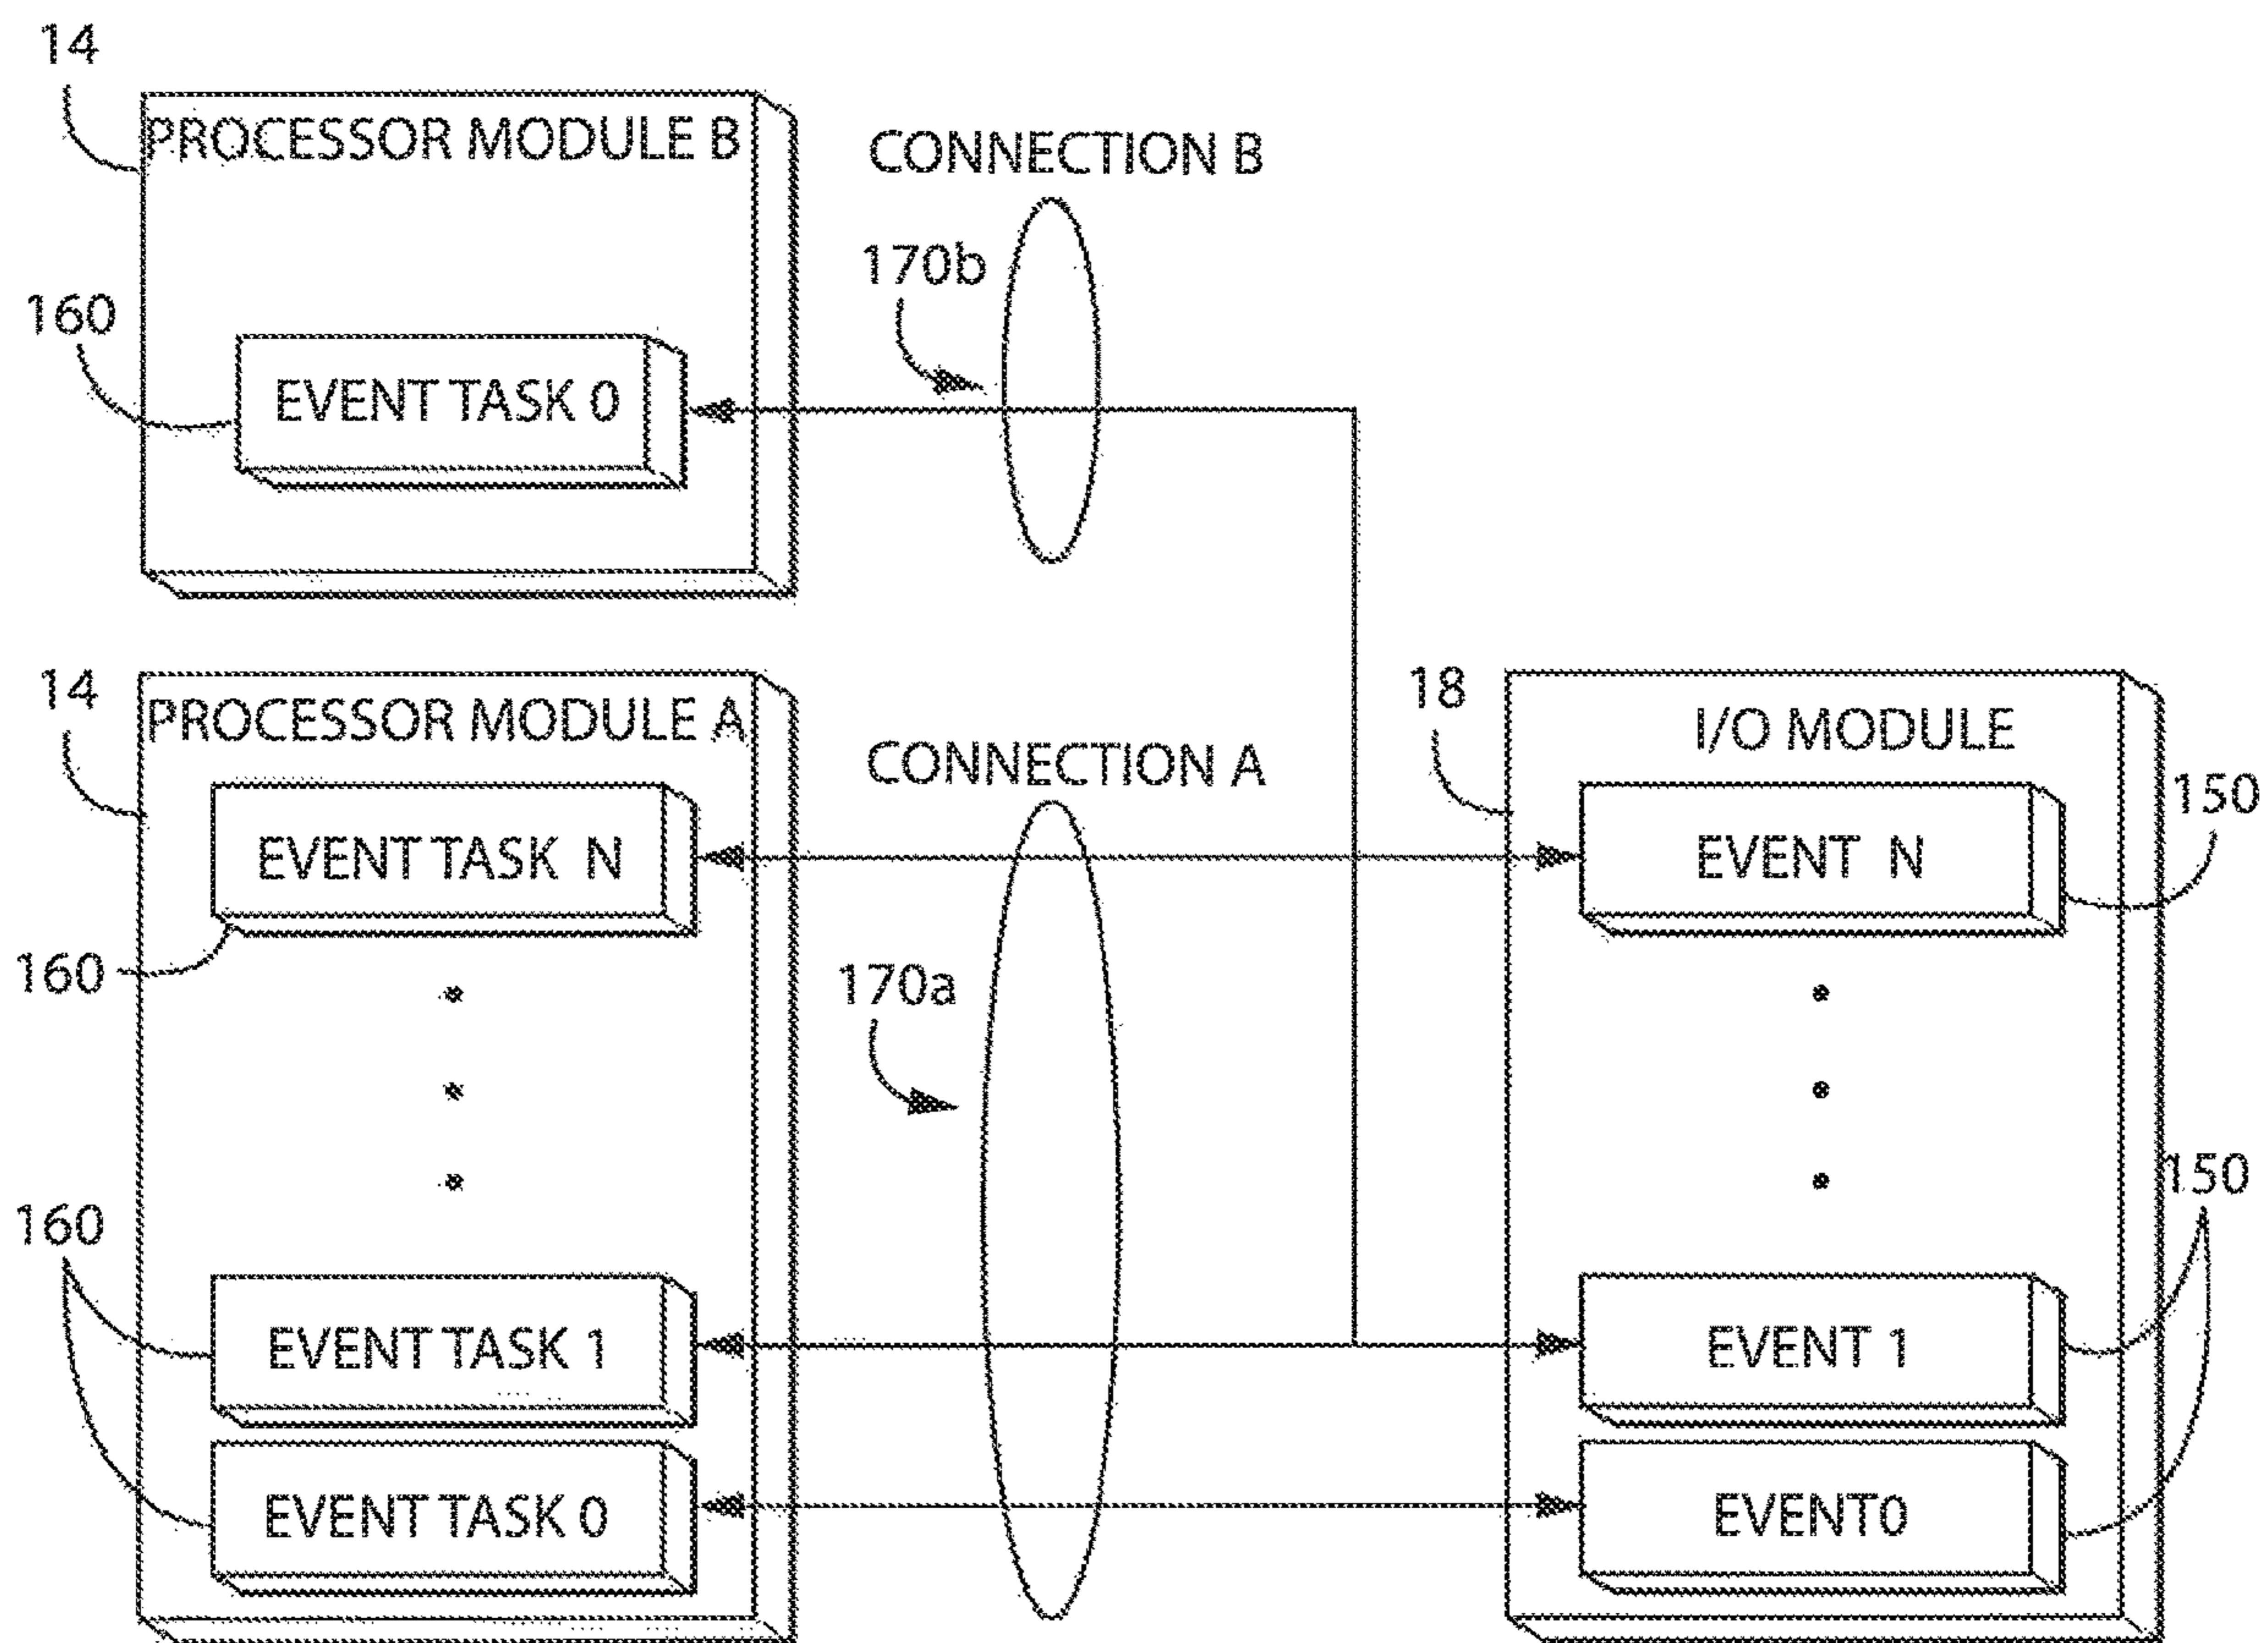 14
PROCESSOR MODULE B
CONNECTION B
170b
160
EVENT TASK 0
14
PROCESSOR MODULE A
CONNECTION A
18
I/O MODULE
150
EVENT TASK N
EVENT N
160
170a
150
160
EVENT TASK 1
EVENT 1
EVENT TASK 0
EVENT0